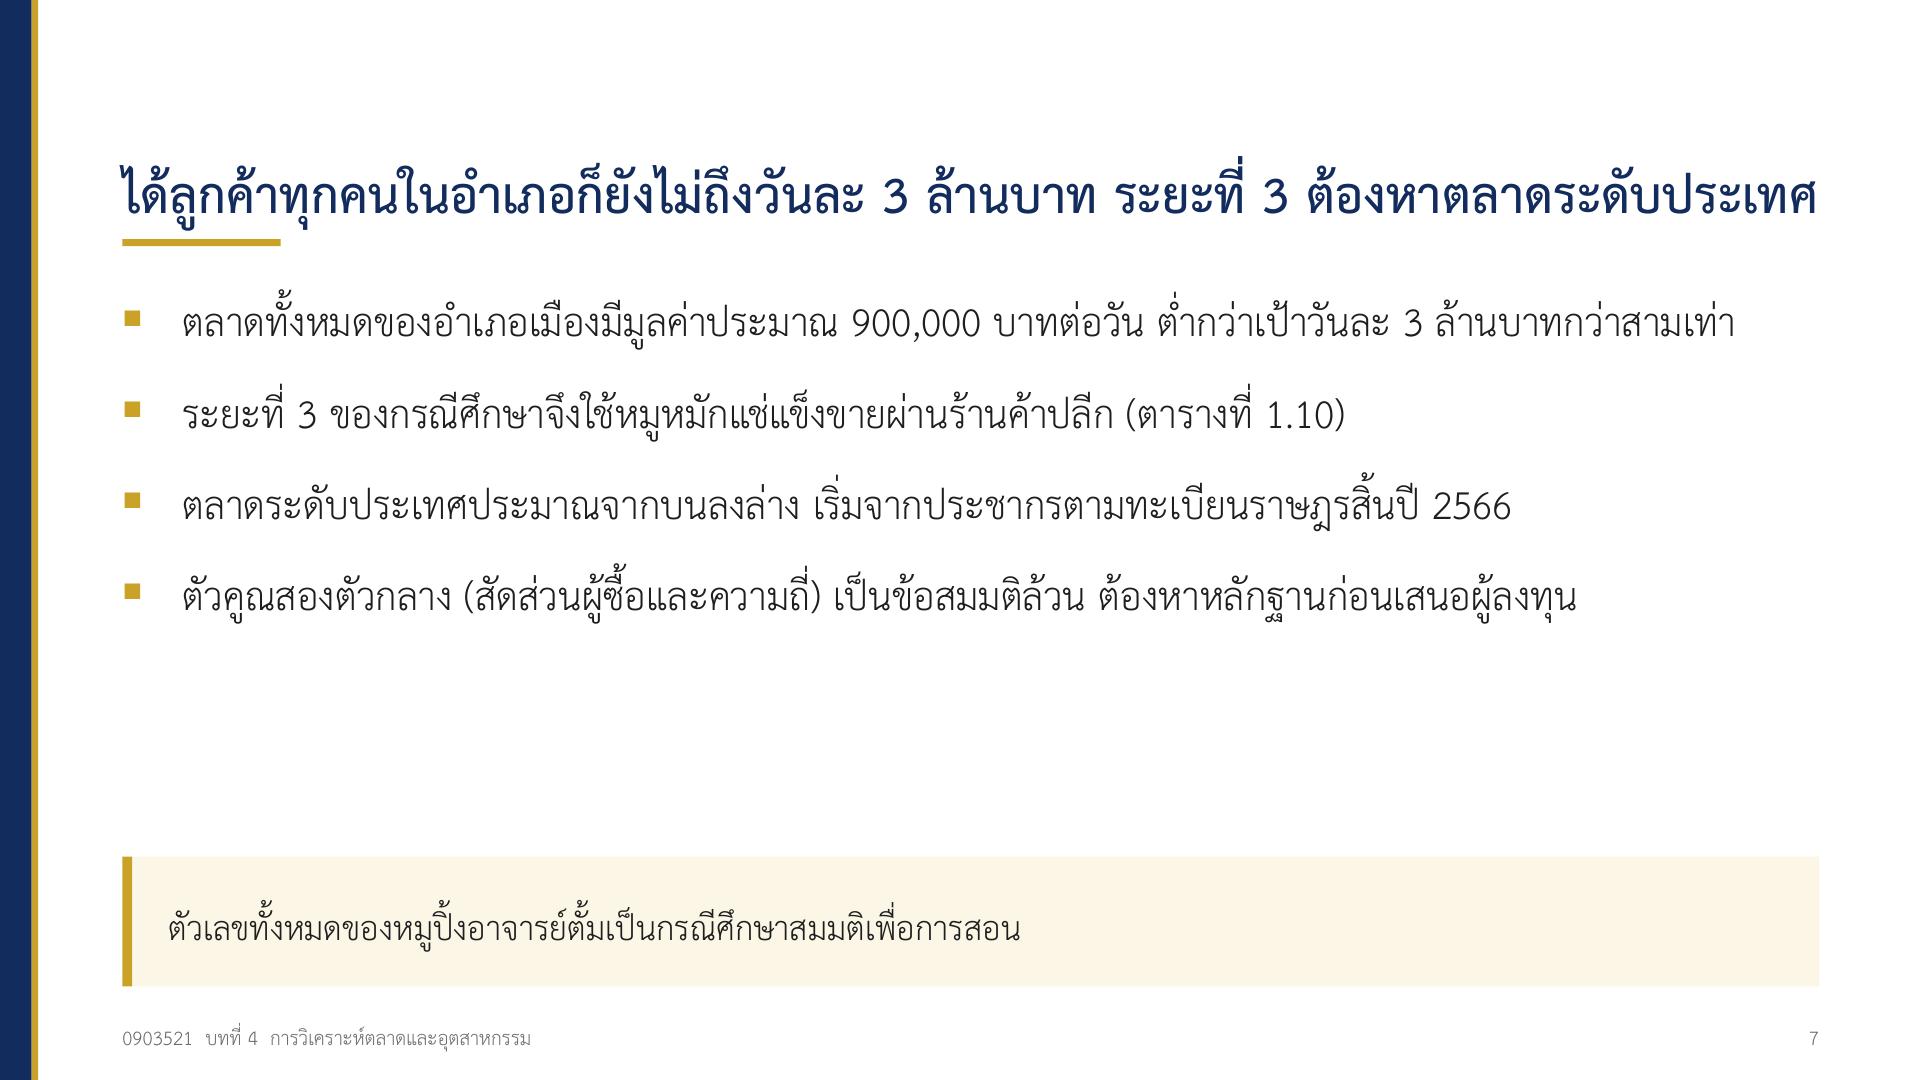 ได้ลูกค้าทุกคนในอำเภอก็ยังไม่ถึงวันละ 3 ล้านบาท ระยะที่ 3 ต้องหาตลาดระดับประเทศ
ตลาดทั้งหมดของอำเภอเมืองมีมูลค่าประมาณ 900,000 บาทต่อวัน ต่ำกว่าเป้าวันละ 3 ล้านบาทกว่าสามเท่า
ระยะที่ 3 ของกรณีศึกษาจึงใช้หมูหมักแช่แข็งขายผ่านร้านค้าปลีก (ตารางที่ 1.10)
ตลาดระดับประเทศประมาณจากบนลงล่าง เริ่มจากประชากรตามทะเบียนราษฎรสิ้นปี 2566
ตัวคูณสองตัวกลาง (สัดส่วนผู้ซื้อและความถี่) เป็นข้อสมมติล้วน ต้องหาหลักฐานก่อนเสนอผู้ลงทุน
ตัวเลขทั้งหมดของหมูปิ้งอาจารย์ตั้มเป็นกรณีศึกษาสมมติเพื่อการสอน
0903521 บทที่ 4 การวิเคราะห์ตลาดและอุตสาหกรรม
7